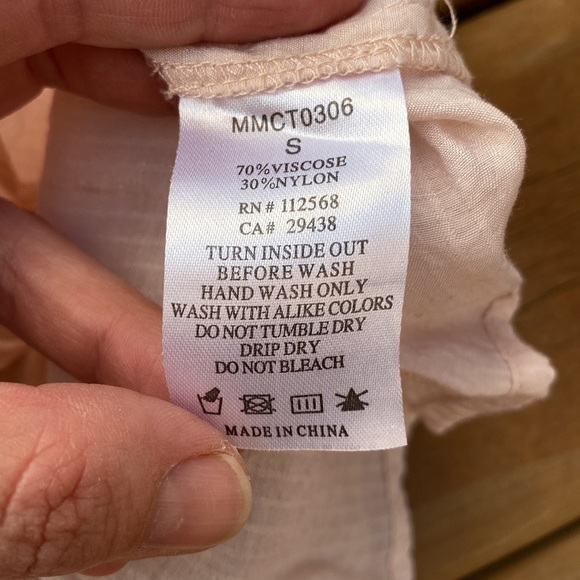 MMCT0306
S
70%VISCOSE
30%NYLON
RN# 112568
CA# 29438
TURN INSIDE OUT
BEFORE WASH
HAND WASH ONLY
WASH WITH ALIKE COLORS
DO NOT TUMBLE DRY
DRIP DRY
DO NOT BLEACH
MADE IN CHINA